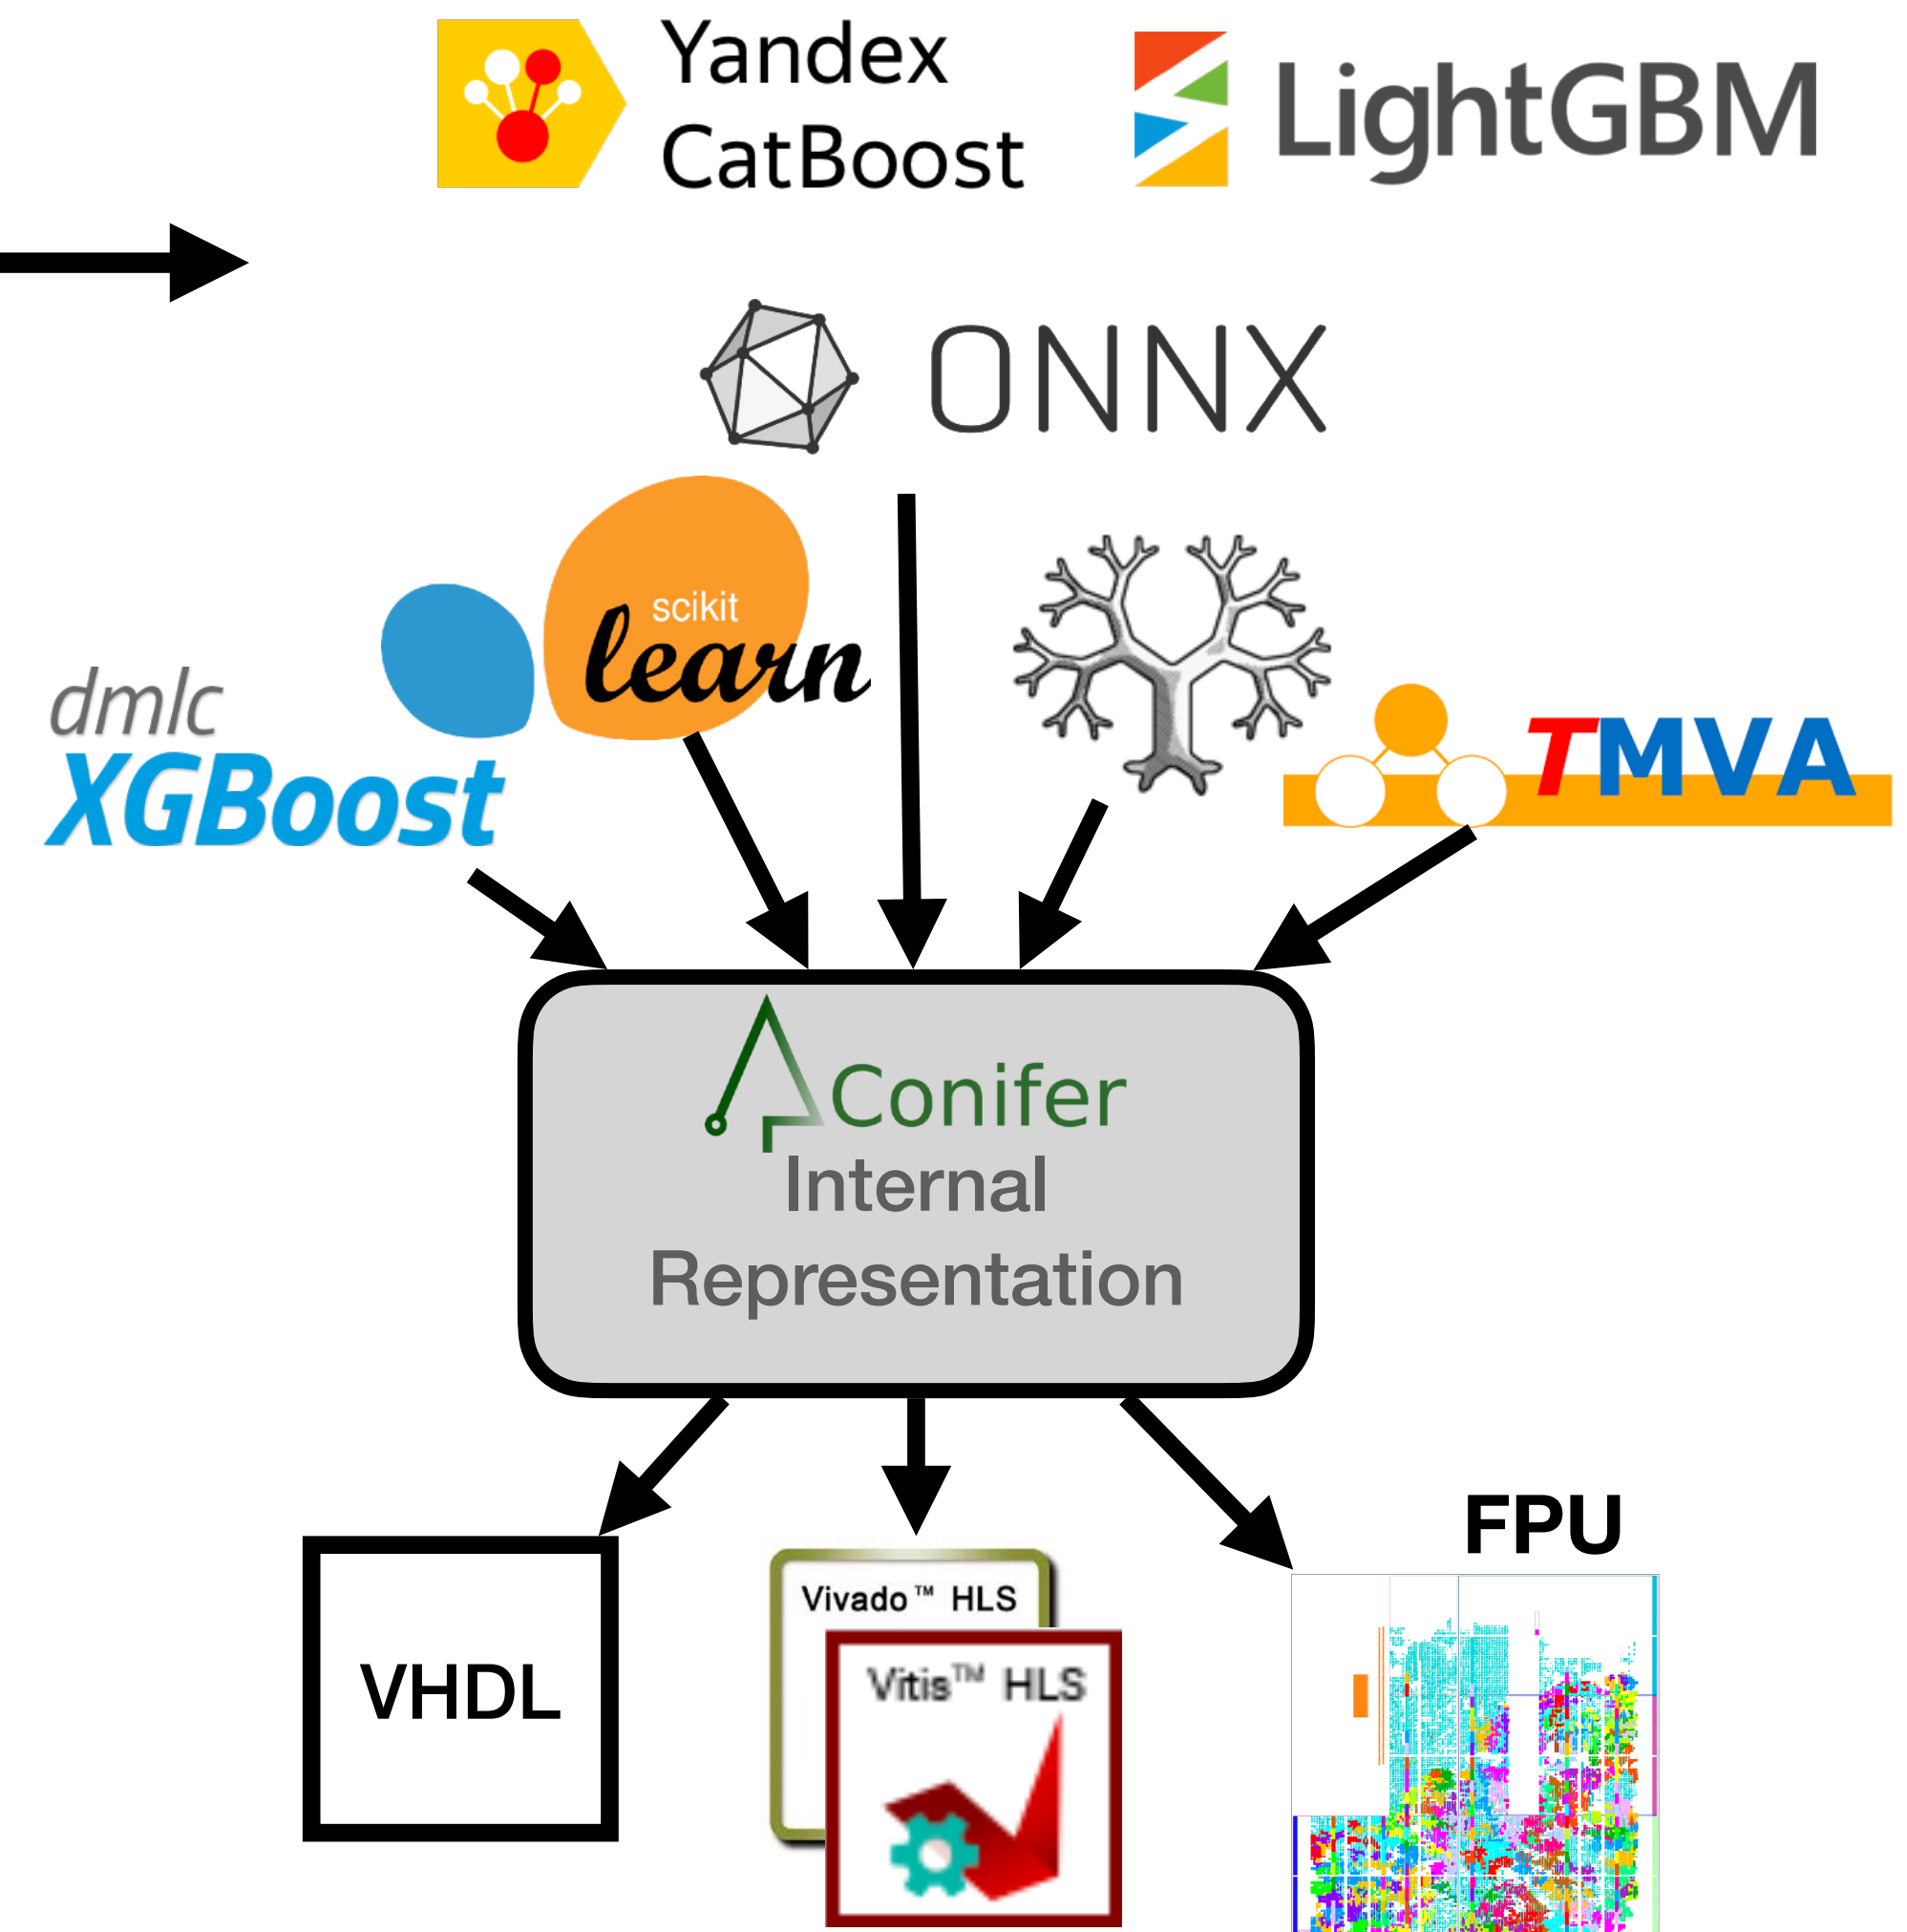 Yandex
CatBoost
LightGBM
ONNX
scikit
learn
dmlc
XGBoost
TMVA
Conifer
Internal
Representation
FPU
VHDL
Vivado™ HLS
Vitis™ HLS